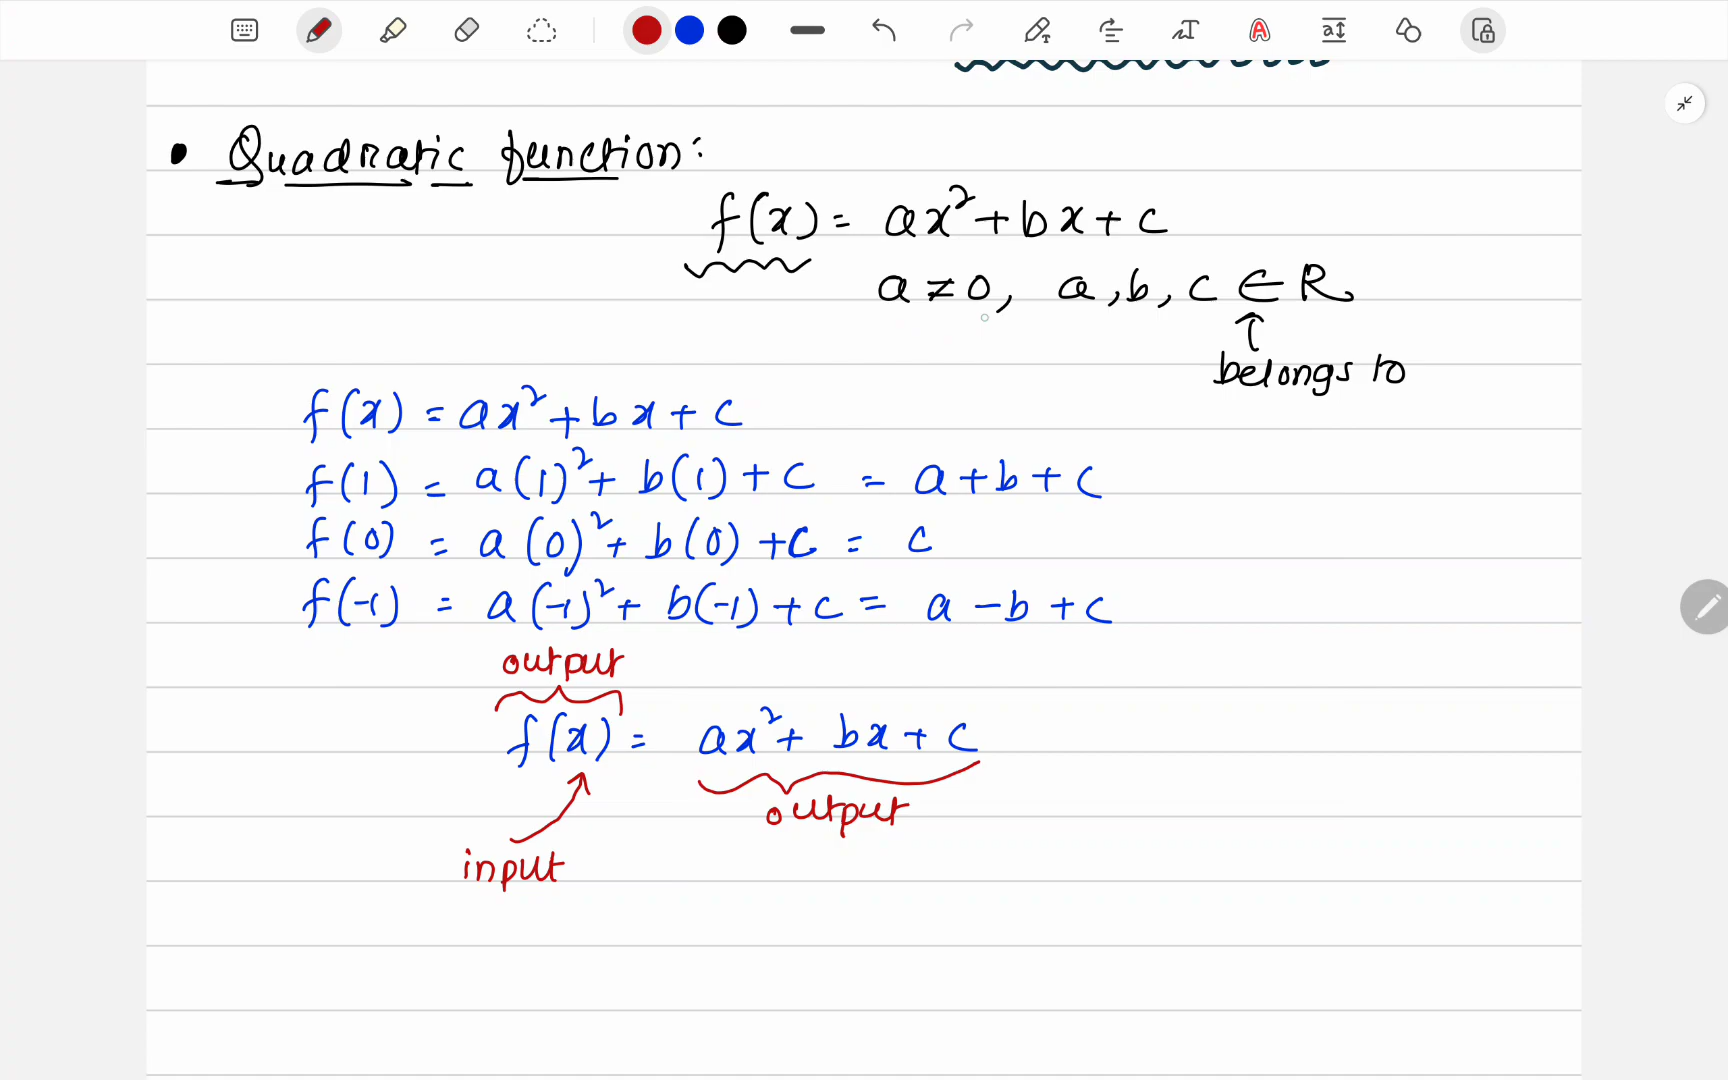 • Quadratic function:
f(x) = ax² + bx + c
a ≠ 0, a, b, c ∈ R
↑
belongs to
f(x) = ax² + bx + c
f(1) = a(1)² + b(1) + c = a + b + c
f(0) = a(0)² + b(0) + c = c
f(-1) = a(-1)² + b(-1) + c = a - b + c
output
f(x) = ax² + bx + c
output
input